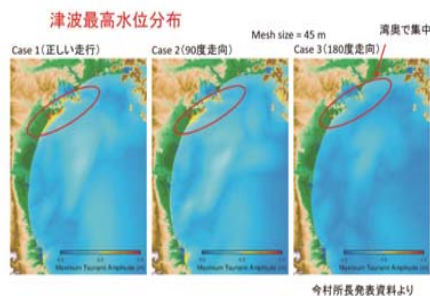 津波最高水位分布
Mesh size = 45 m
湾奥で集中
Case 1(正しい走行)
Case 2(90度走向)
Case 3(180度走向)
Maximum Tsunami Amplitude
Maximum Tsunami Amplitude
Maximum Tsunami Amplitude
今村所長発表資料より